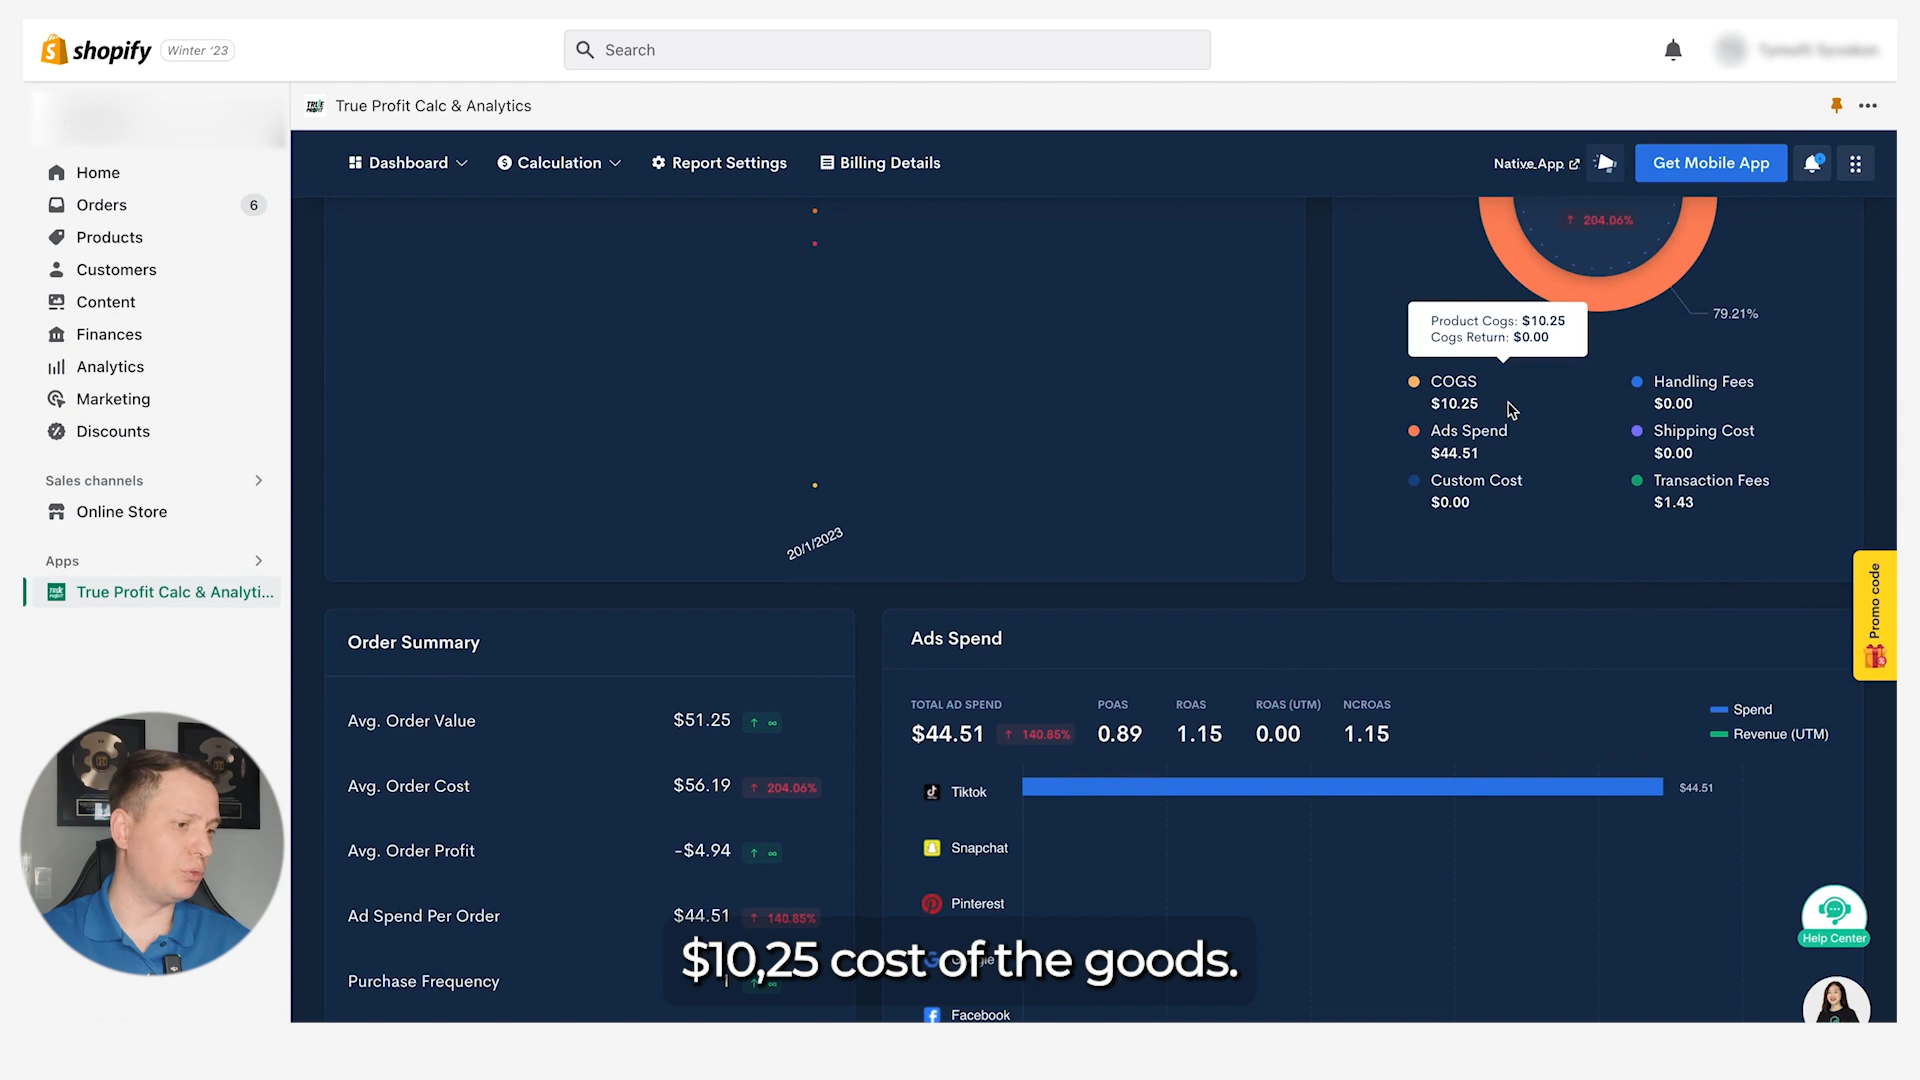 shopify Winter '23
Search
True Profit Calc & Analytics
Dashboard Calculation Report Settings Billing Details
Native App Get Mobile App
Home
Orders 6
Products
Customers
Content
Finances
Analytics
Marketing
Discounts
Sales channels
Online Store
Apps
True Profit Calc & Analyti...
20/1/2023
↑ 204.06%
79.21%
Product Cogs: $10.25
Cogs Return: $0.00
COGS
$10.25
Handling Fees
$0.00
Ads Spend
$44.51
Shipping Cost
$0.00
Custom Cost
$0.00
Transaction Fees
$1.43
Promo code
Order Summary
Avg. Order Value $51.25 ↑ ∞
Avg. Order Cost $56.19 ↑ 204.06%
Avg. Order Profit -$4.94 ↑ ∞
Ad Spend Per Order $44.51 ↑ 140.85%
Purchase Frequency 1 ↑ ∞
Ads Spend
TOTAL AD SPEND POAS ROAS ROAS (UTM) NCROAS
$44.51 ↑ 140.85% 0.89 1.15 0.00 1.15
Spend
Revenue (UTM)
Tiktok $44.51
Snapchat
Pinterest
Google
Facebook
$10,25 cost of the goods.
Help Center